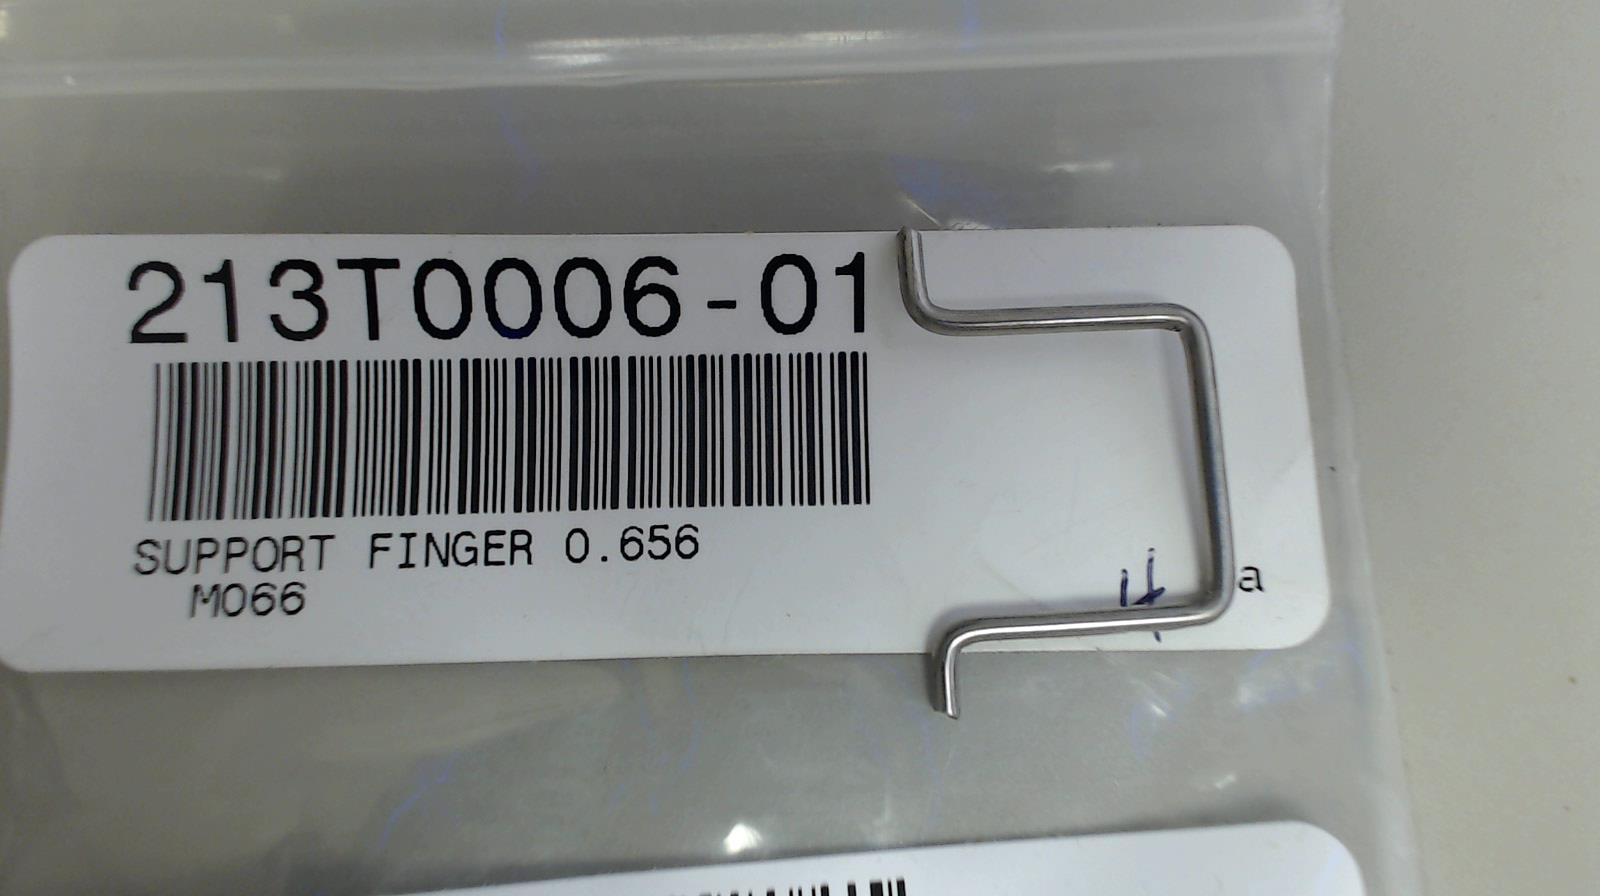 213T0006-01
SUPPORT FINGER 0.656
M066
a